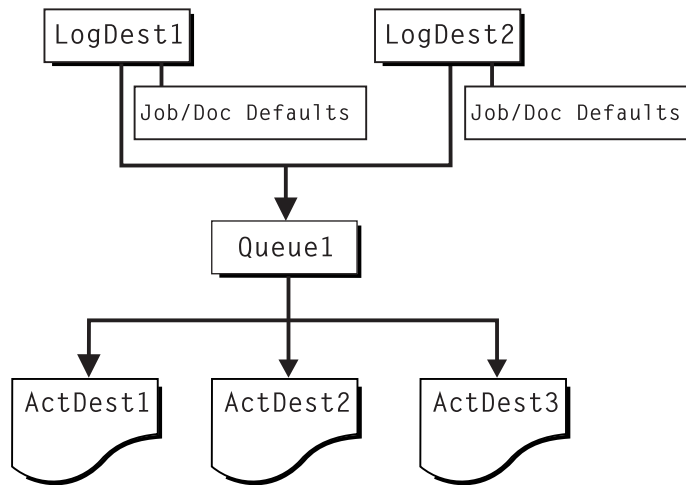 LogDest1
LogDest2
Job/Doc Defaults
Job/Doc Defaults
Queue1
ActDest1
ActDest2
ActDest3